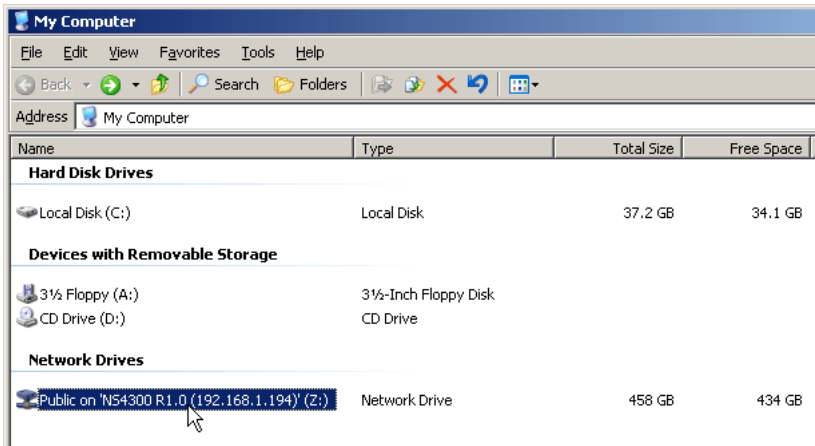 My Computer
File Edit View Favorites Tools Help
Back Search Folders
Address My Computer
Name Type Total Size Free Space
Hard Disk Drives
Local Disk (C:) Local Disk 37.2 GB 34.1 GB
Devices with Removable Storage
3½ Floppy (A:) 3½-Inch Floppy Disk
CD Drive (D:) CD Drive
Network Drives
Public on 'NS4300 R1.0 (192.168.1.194)' (Z:) Network Drive 458 GB 434 GB